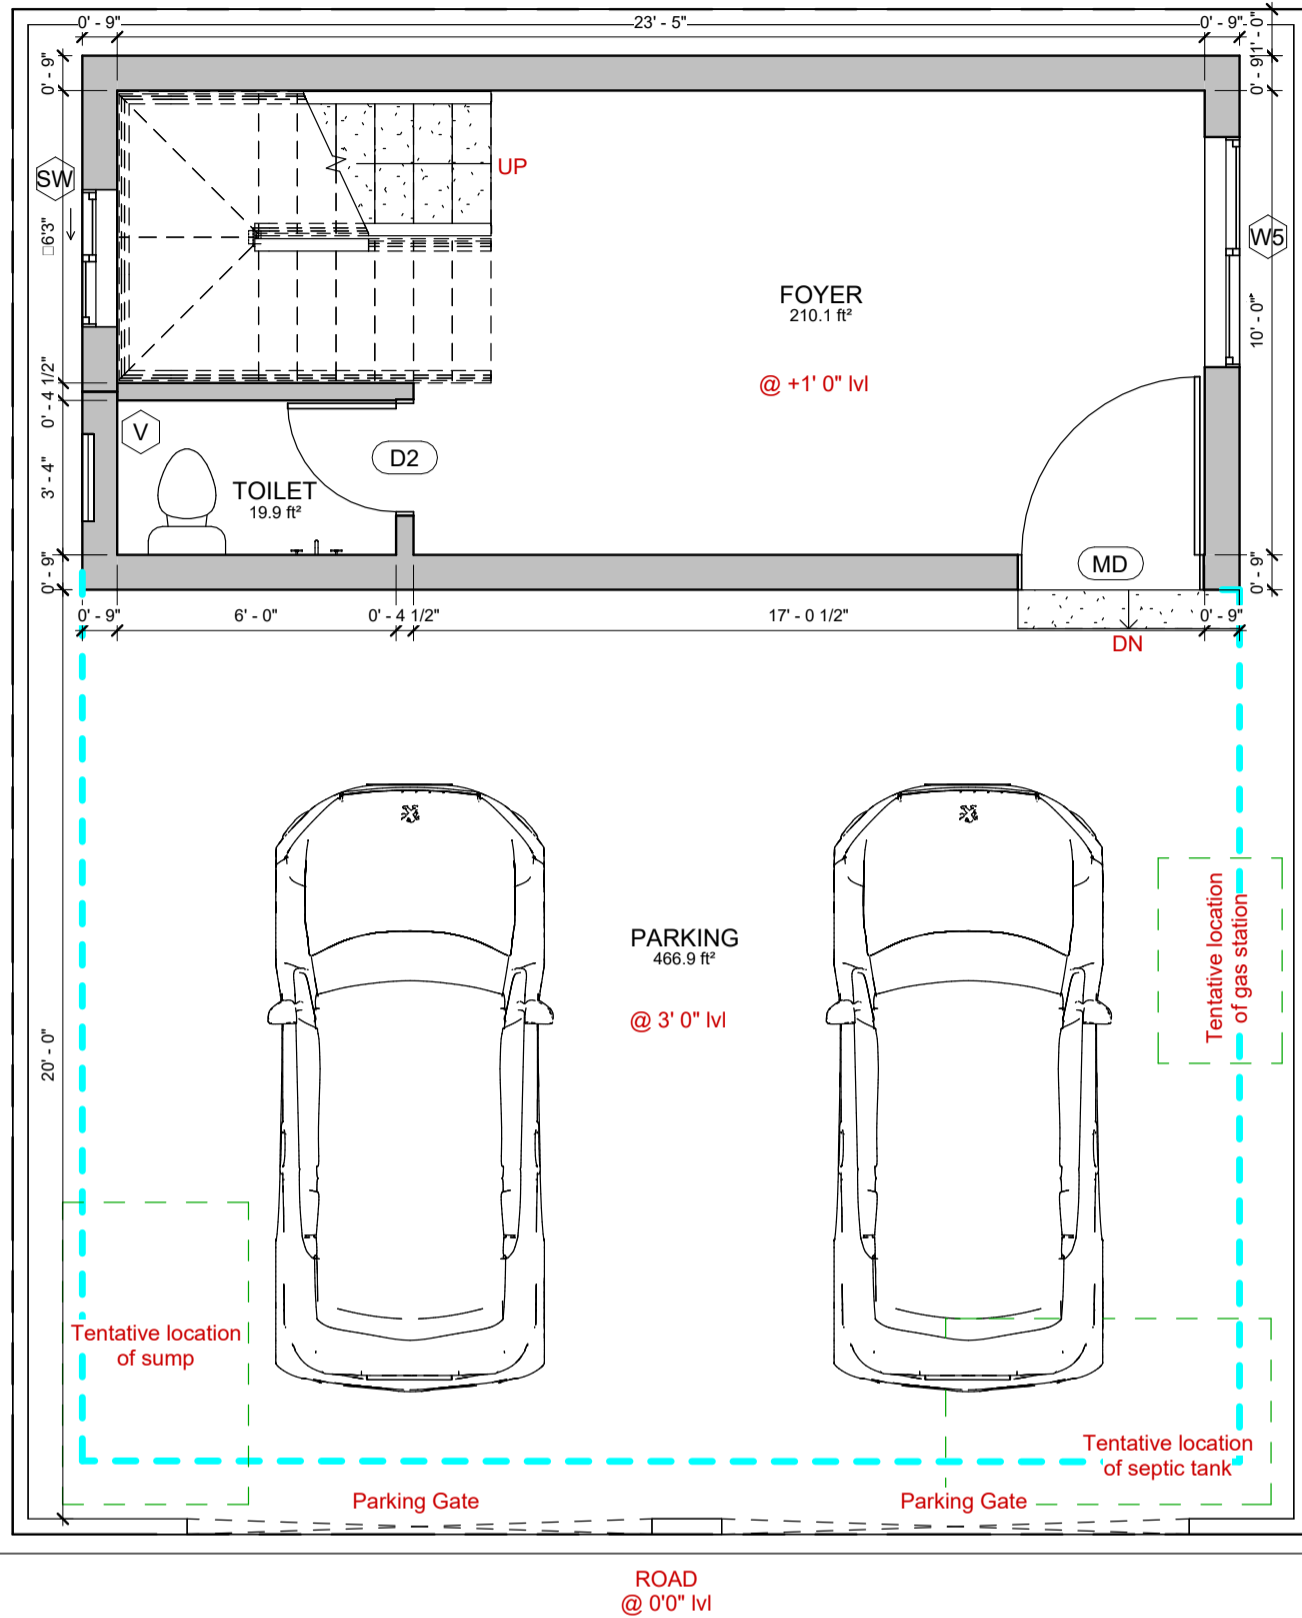 0' - 9"
23' - 5"
0' - 9"
1' - 0"
0' - 9"
0' - 9"
SW
□6'3"
UP
W5
FOYER
210.1 ft²
10' - 0"
@ +1' 0" lvl
0' - 4 1/2"
V
D2
3' - 4"
TOILET
19.9 ft²
MD
0' - 9"
0' - 9"
0' - 9"
6' - 0"
0' - 4 1/2"
17' - 0 1/2"
0' - 9"
DN
PARKING
466.9 ft²
@ 3' 0" lvl
Tentative location
of gas station
20' - 0"
Tentative location
of sump
Tentative location
of septic tank
Parking Gate
Parking Gate
ROAD
@ 0'0" lvl